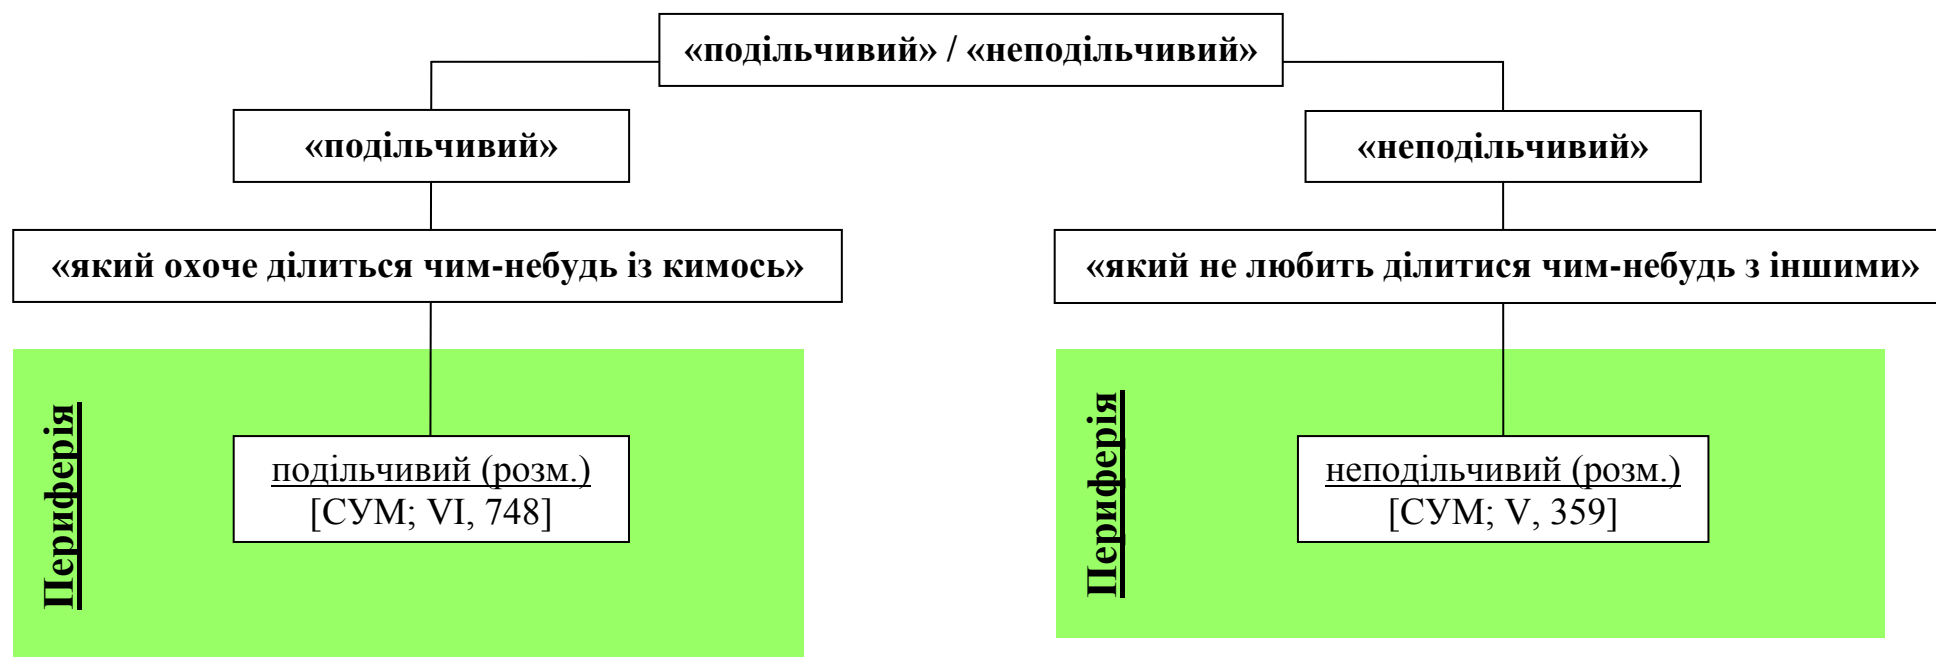 «подільчивий» / «неподільчивий»
«подільчивий»
«неподільчивий»
«який охоче ділиться чим-небудь із кимось»
«який не любить ділитися чим-небудь з іншими»
Периферія
подільчивий (розм.)
[СУМ; VI, 748]
Периферія
неподільчивий (розм.)
[СУМ; V, 359]